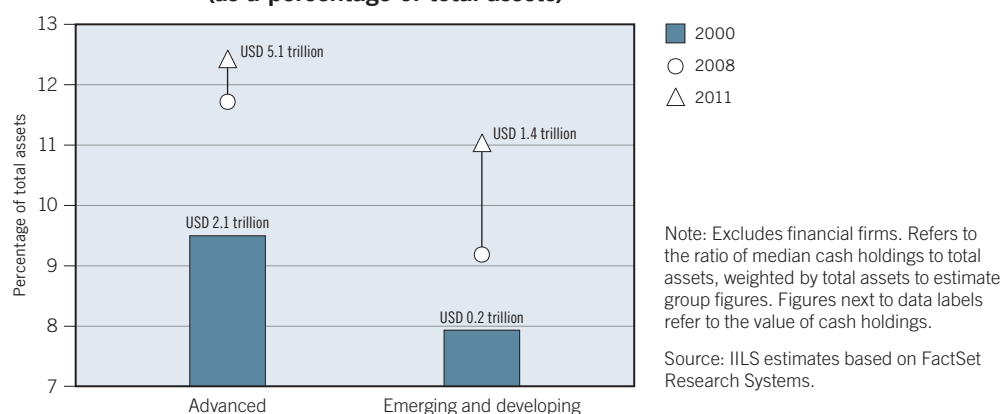 (as a percentage of total assets)
13
12
11
10
9
8
7
Percentage of total assets
USD 5.1 trillion
USD 1.4 trillion
USD 2.1 trillion
USD 0.2 trillion
Advanced
Emerging and developing
2000
2008
2011
Note: Excludes financial firms. Refers to
the ratio of median cash holdings to total
assets, weighted by total assets to estimate
group figures. Figures next to data labels
refer to the value of cash holdings.
Source: IILS estimates based on FactSet
Research Systems.